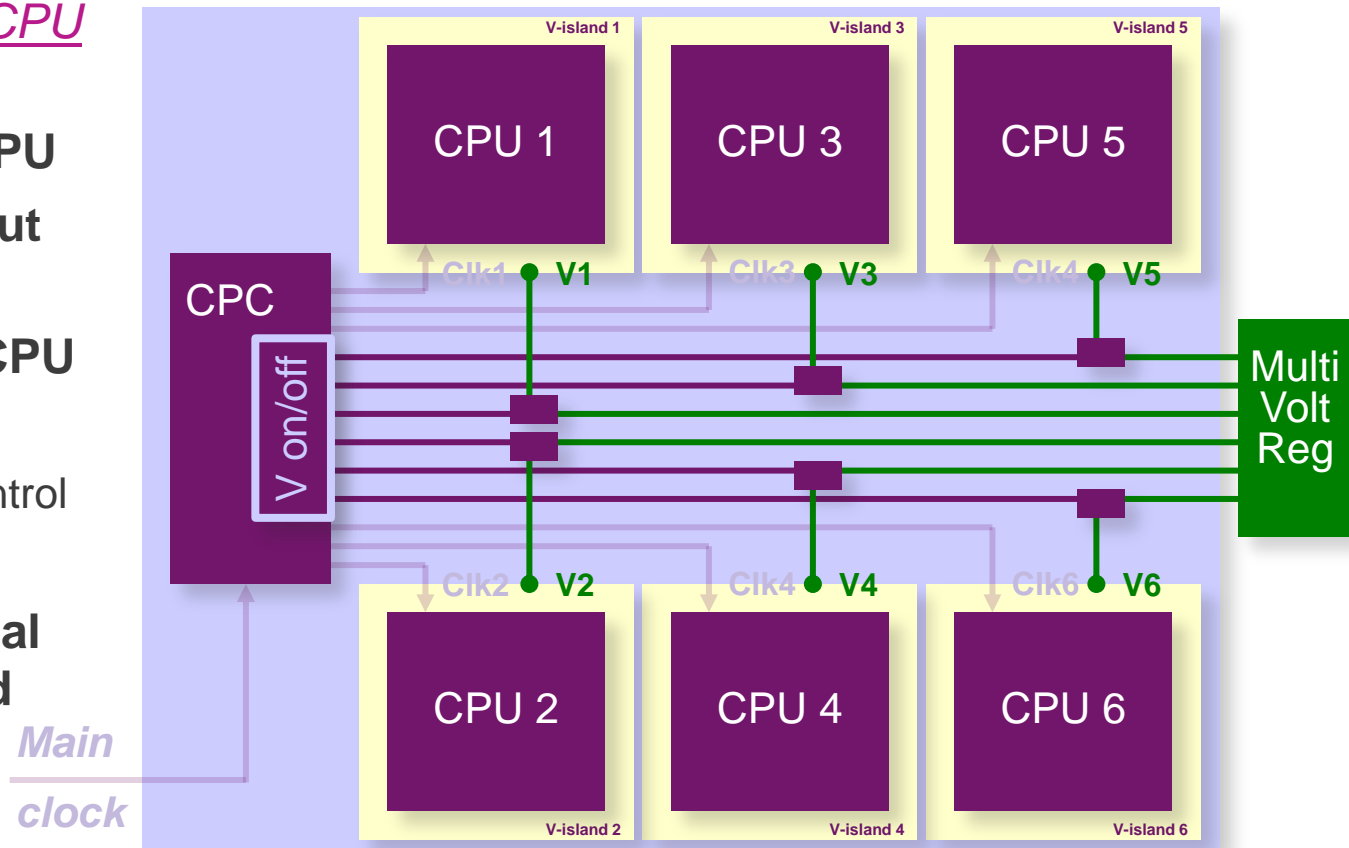 CPU
PU
ut
CPU
ntrol
al
d
Main
clock
V-island 1
V-island 3
V-island 5
CPU 1
CPU 3
CPU 5
Clk1
V1
Clk3
V3
Clk4
V5
CPC
V on/off
Multi
Volt
Reg
Clk2
V2
Clk4
V4
Clk6
V6
CPU 2
CPU 4
CPU 6
V-island 2
V-island 4
V-island 6